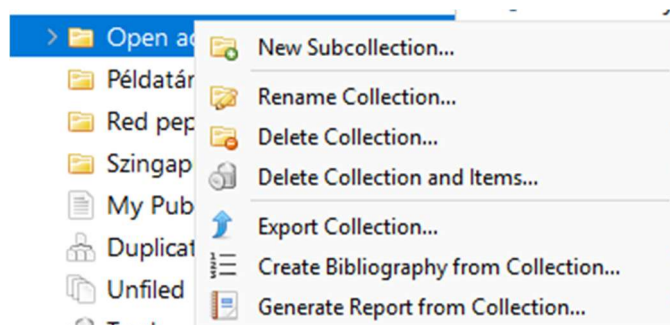 Open
New Subcollection...
Példatár
Rename Collection...
Red pep
Delete Collection...
Szingap
Delete Collection and Items...
My Pub
Export Collection...
Duplicat
Create Bibliography from Collection...
Unfiled
Generate Report from Collection...